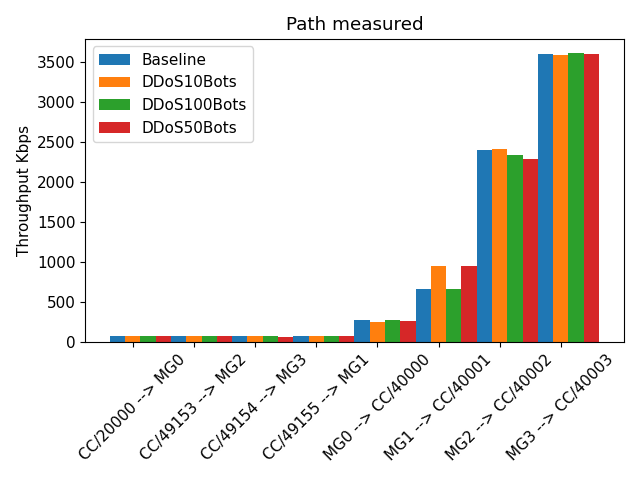 Path measured
Baseline
DDoS10Bots
DDoS100Bots
DDoS50Bots
Throughput Kbps
3500
3000
2500
2000
1500
1000
500
0
CC/20000 --> MG0
CC/49153 --> MG2
CC/49154 --> MG3
CC/49155 --> MG1
MG0 --> CC/40000
MG1 --> CC/40001
MG2 --> CC/40002
MG3 --> CC/40003